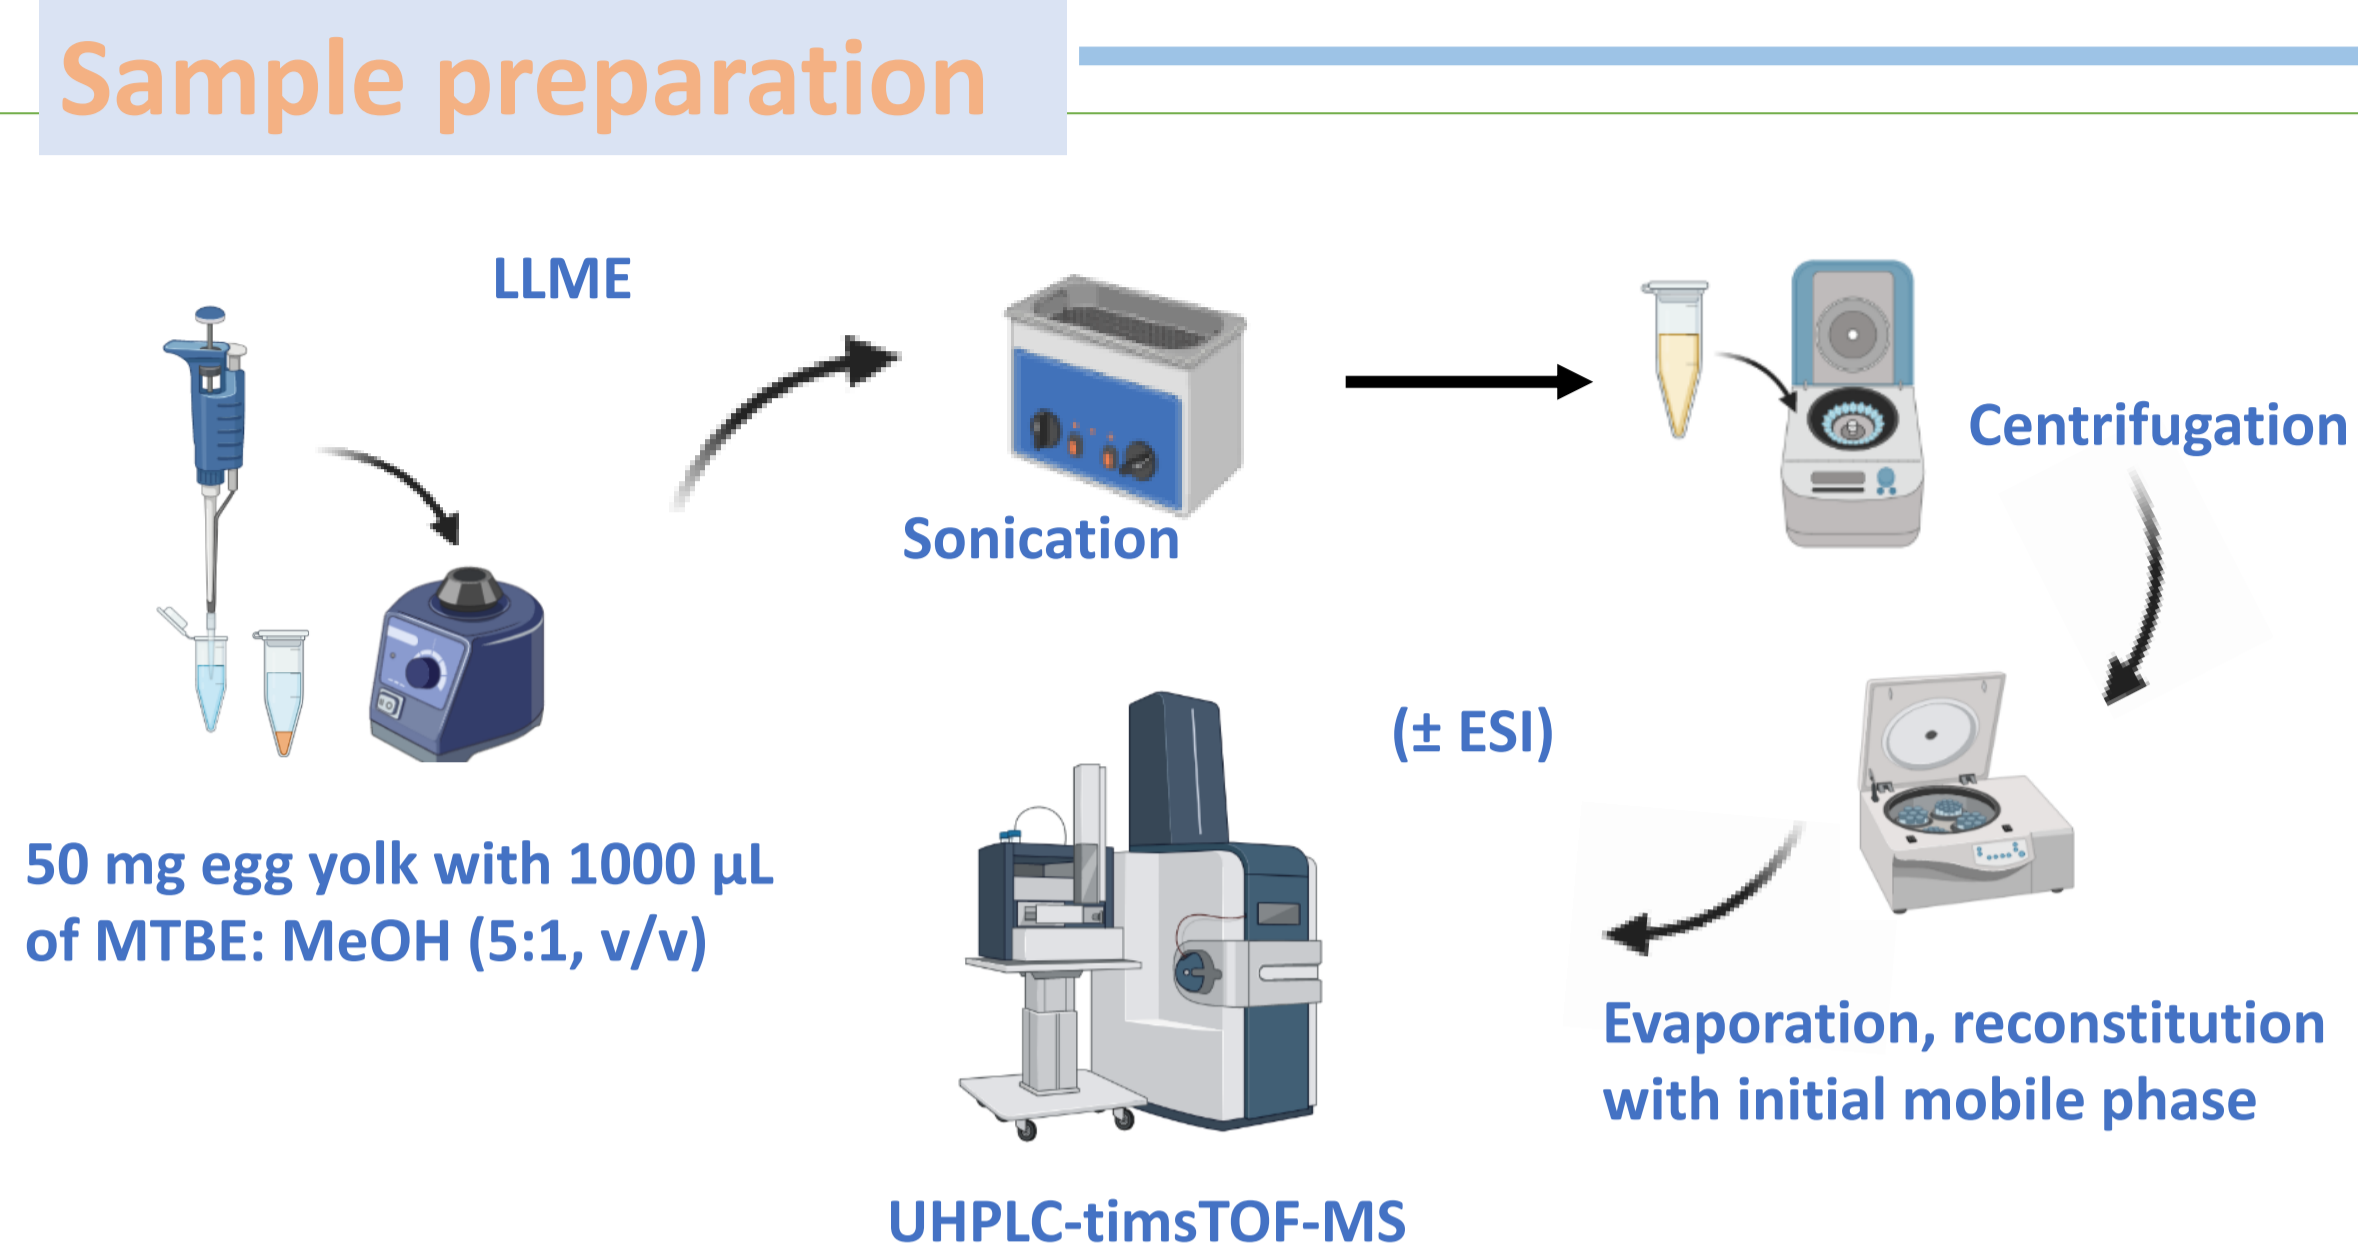 Sample preparation
LLME
Sonication
Centrifugation
50 mg egg yolk with 1000 µL
of MTBE: MeOH (5:1, v/v)
(± ESI)
Evaporation, reconstitution
with initial mobile phase
UHPLC-timsTOF-MS